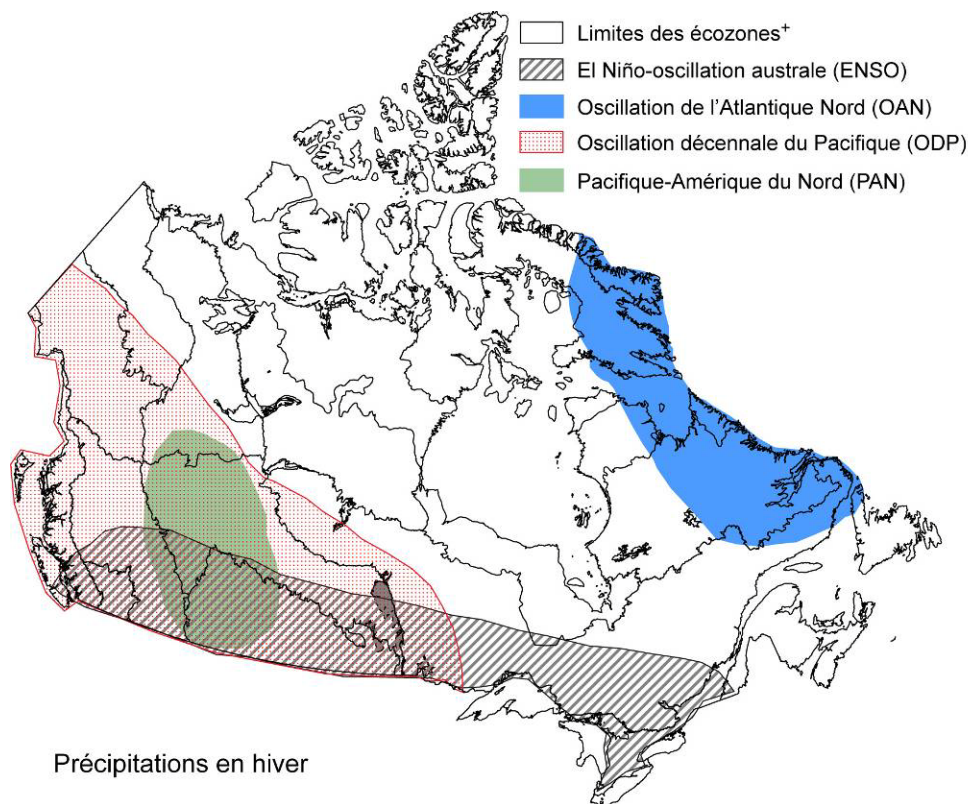 Limites des écozones⁺
El Niño-oscillation australe (ENSO)
Oscillation de l'Atlantique Nord (OAN)
Oscillation décennale du Pacifique (ODP)
Pacifique-Amérique du Nord (PAN)
Précipitations en hiver